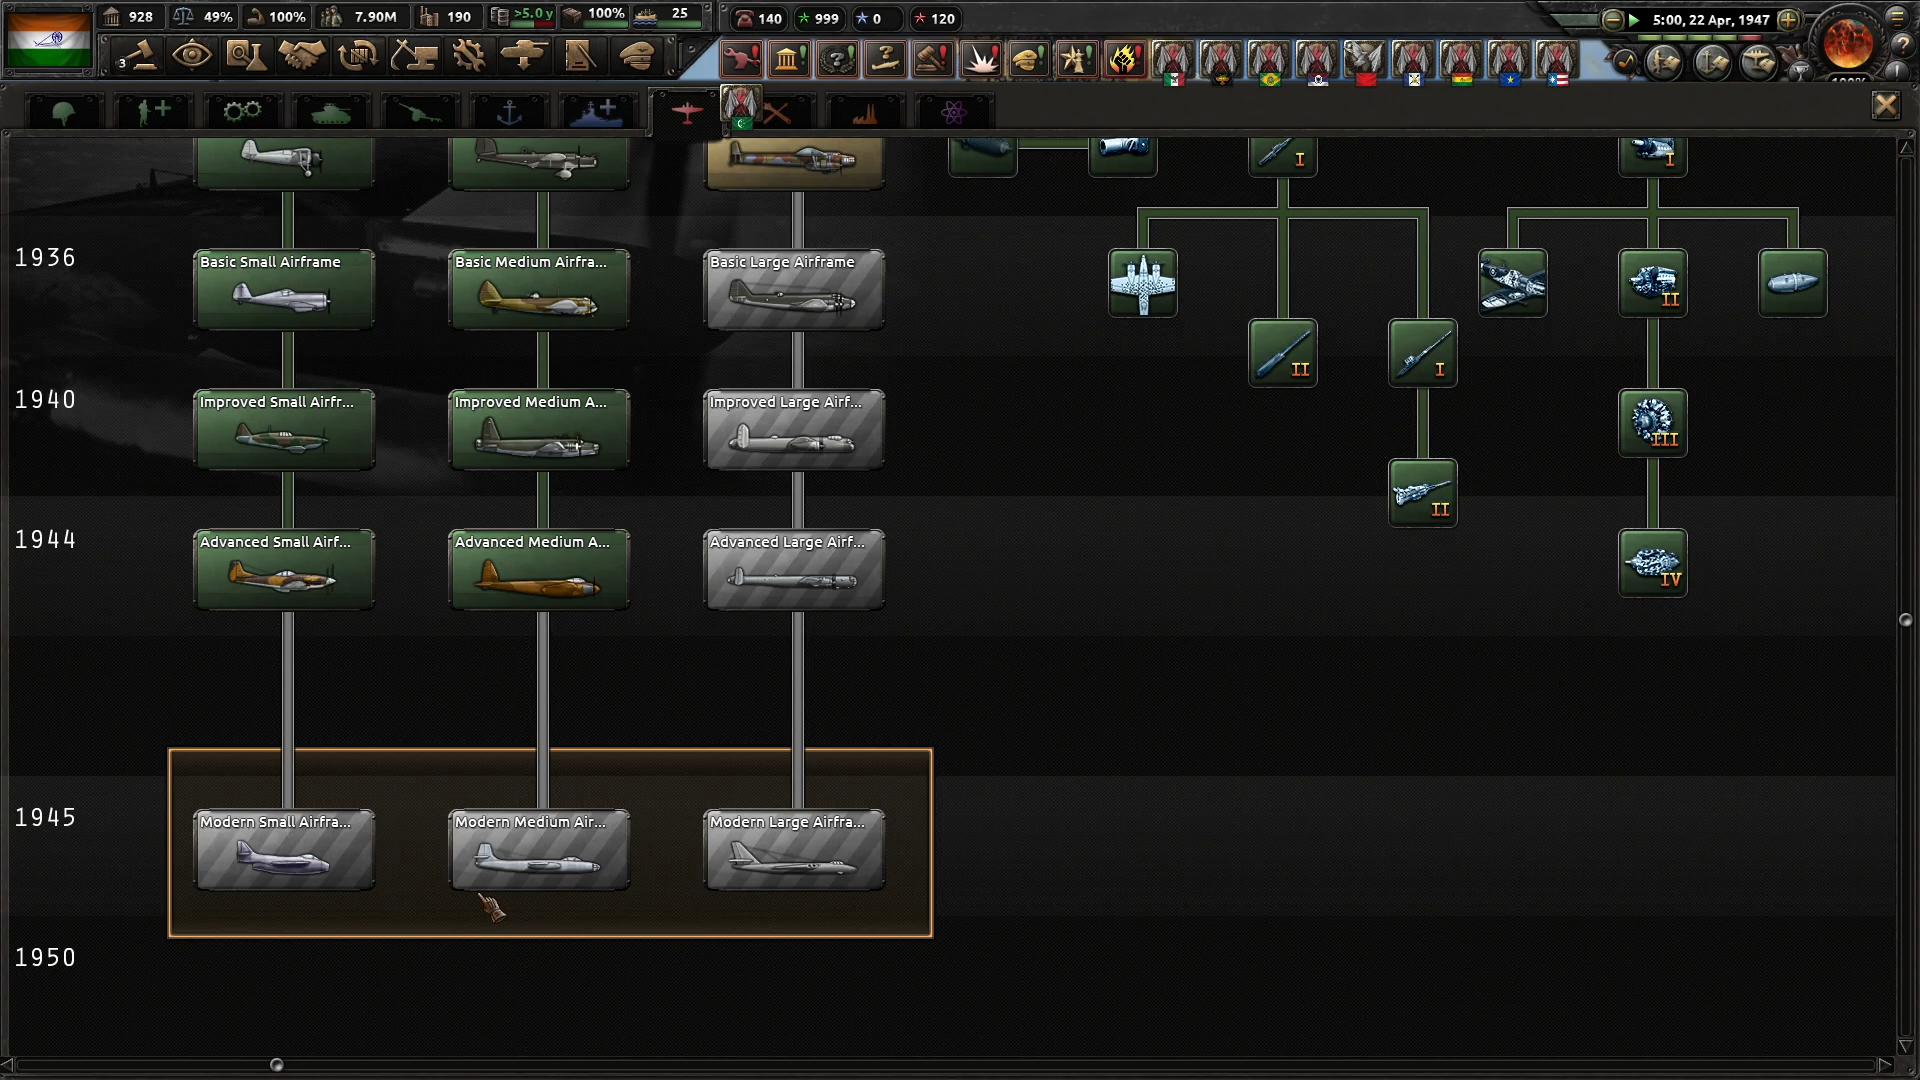 928 49% 100% 7.90M 190 >5.0 y 100% 25 140 999 0 120 5:00, 22 Apr, 1947
3
I I
1936
Basic Small Airframe Basic Medium Airfra... Basic Large Airframe
II
II I
1940
Improved Small Airfr... Improved Medium A... Improved Large Airf...
III
II
1944
Advanced Small Airf... Advanced Medium A... Advanced Large Airf...
IV
1945
Modern Small Airfra... Modern Medium Air... Modern Large Airfra...
1950